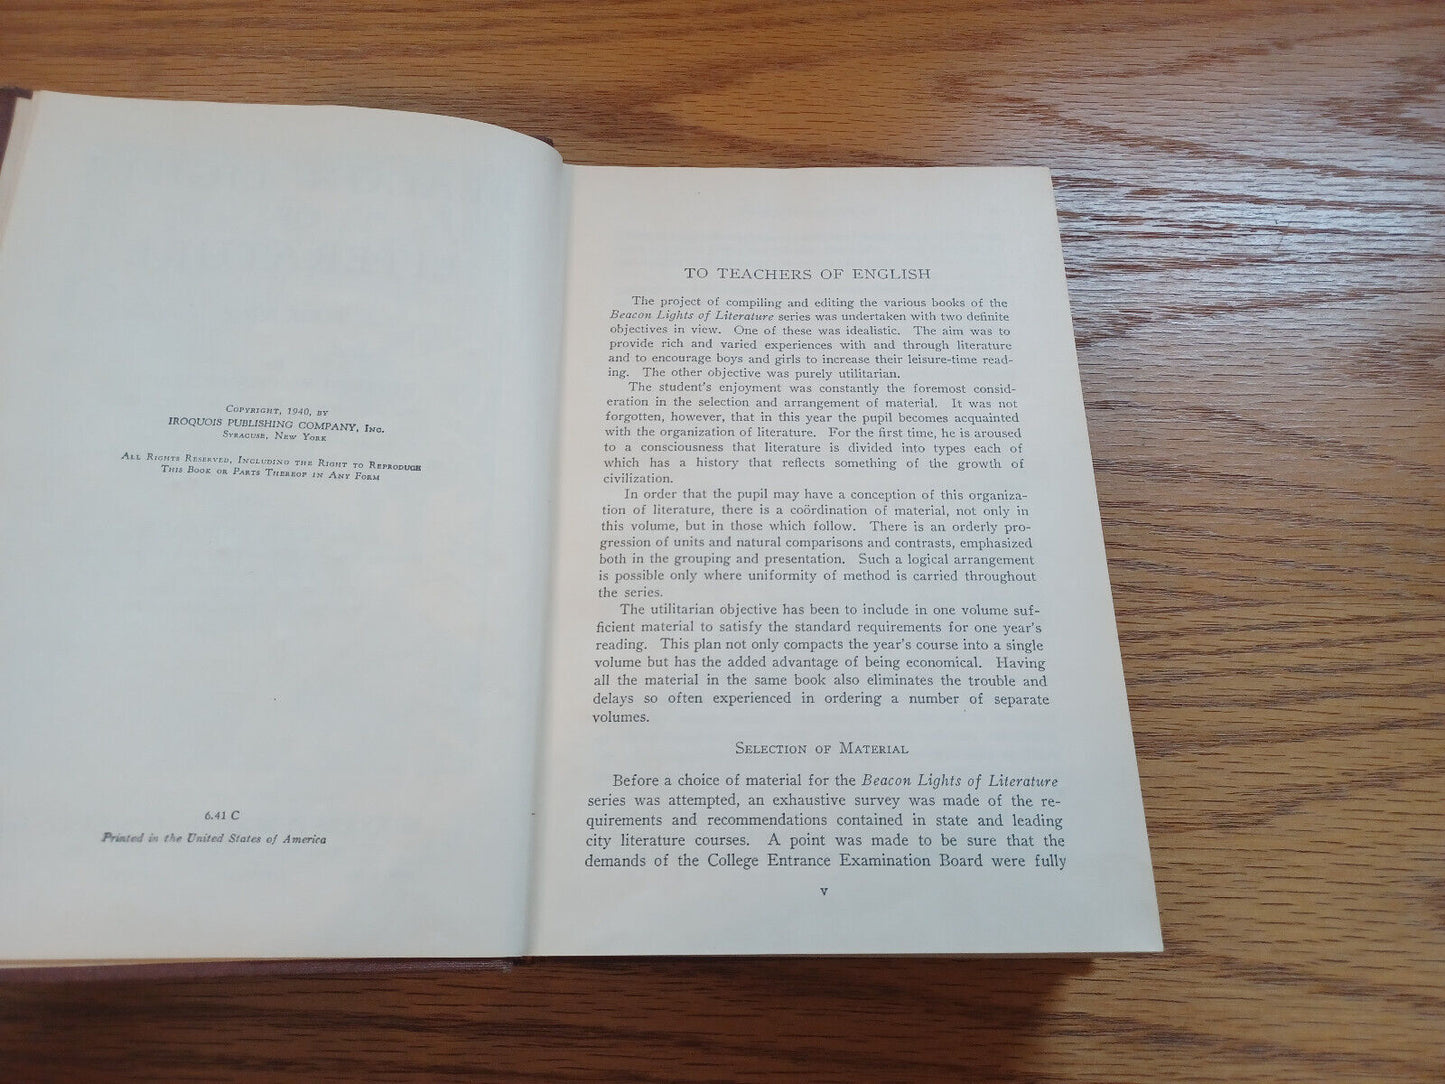 Copyright, 1940, by
IROQUOIS PUBLISHING COMPANY, Inc.
Syracuse, New York
All Rights Reserved, Including the Right to Reproduce
This Book or Parts Thereof in Any Form
6.41 C
Printed in the United States of America
TO TEACHERS OF ENGLISH
The project of compiling and editing the various books of the
Beacon Lights of Literature series was undertaken with two definite
objectives in view. One of these was idealistic. The aim was to
provide rich and varied experiences with and through literature
and to encourage boys and girls to increase their leisure-time read-
ing. The other objective was purely utilitarian.
The student's enjoyment was constantly the foremost consid-
eration in the selection and arrangement of material. It was not
forgotten, however, that in this year the pupil becomes acquainted
with the organization of literature. For the first time, he is aroused
to a consciousness that literature is divided into types each of
which has a history that reflects something of the growth of
civilization.
In order that the pupil may have a conception of this organiza-
tion of literature, there is a coördination of material, not only in
this volume, but in those which follow. There is an orderly pro-
gression of units and natural comparisons and contrasts, emphasized
both in the grouping and presentation. Such a logical arrangement
is possible only where uniformity of method is carried throughout
the series.
The utilitarian objective has been to include in one volume suf-
ficient material to satisfy the standard requirements for one year's
reading. This plan not only compacts the year's course into a single
volume but has the added advantage of being economical. Having
all the material in the same book also eliminates the trouble and
delays so often experienced in ordering a number of separate
volumes.
Selection of Material
Before a choice of material for the Beacon Lights of Literature
series was attempted, an exhaustive survey was made of the re-
quirements and recommendations contained in state and leading
city literature courses. A point was made to be sure that the
demands of the College Entrance Examination Board were fully
v